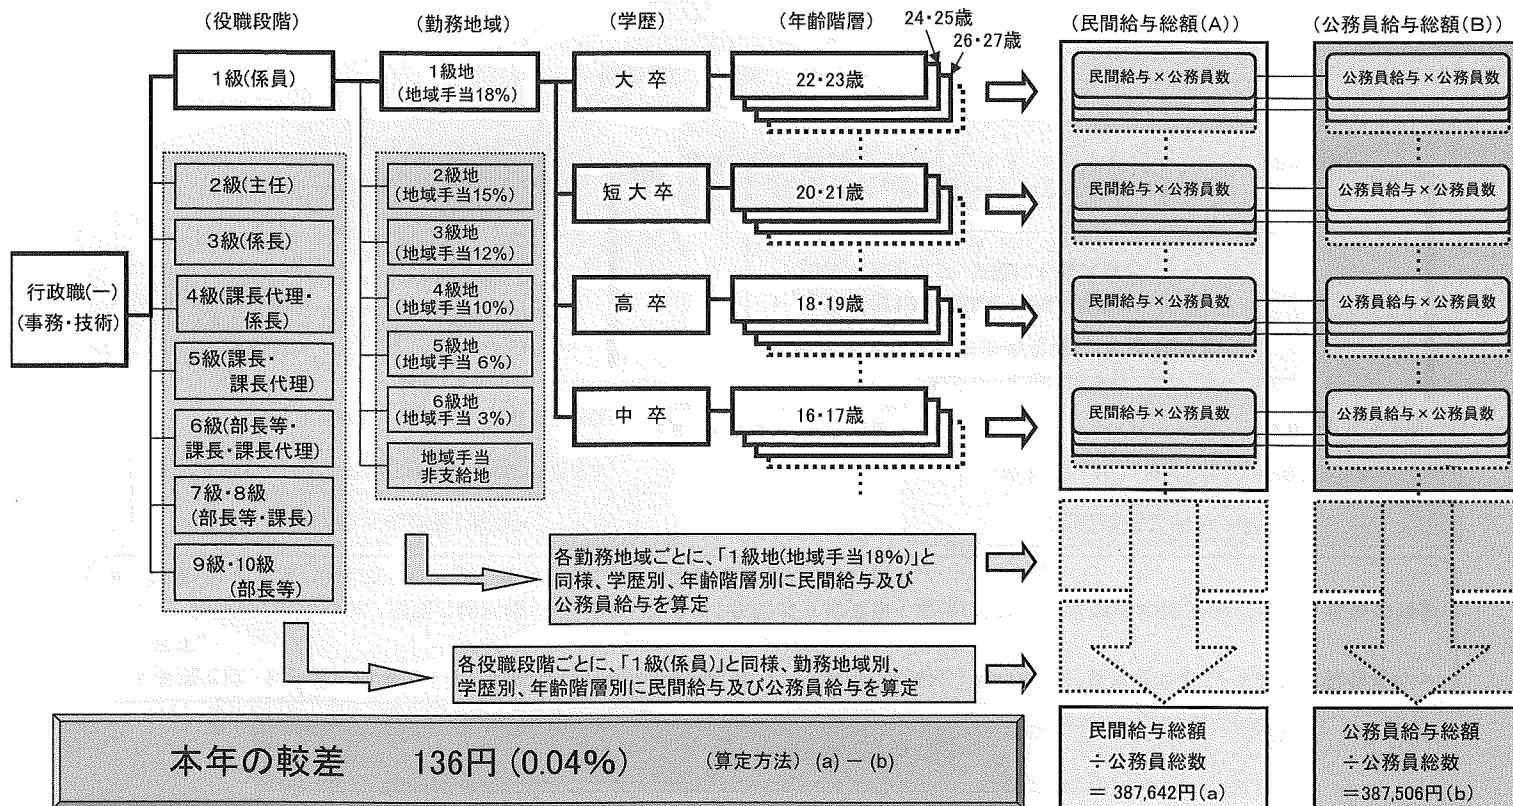 (役職段階)
(勤務地域)
(学歴)
(年齢階層)
24・25歳
26・27歳
(民間給与総額(A))
(公務員給与総額(B))
行政職(一)
(事務・技術)
1級(係員)
2級(主任)
3級(係長)
4級(課長代理・
係長)
5級(課長・
課長代理)
6級(部長等・
課長・課長代理)
7級・8級
(部長等・課長)
9級・10級
(部長等)
1級地
(地域手当18%)
2級地
(地域手当15%)
3級地
(地域手当12%)
4級地
(地域手当10%)
5級地
(地域手当 6%)
6級地
(地域手当 3%)
地域手当
非支給地
大 卒
22・23歳
民間給与×公務員数
公務員給与×公務員数
短 大 卒
20・21歳
民間給与×公務員数
公務員給与×公務員数
高 卒
18・19歳
民間給与×公務員数
公務員給与×公務員数
中 卒
16・17歳
民間給与×公務員数
公務員給与×公務員数
各勤務地域ごとに、「1級地(地域手当18%)」と
同様、学歴別、年齢階層別に民間給与及び
公務員給与を算定
各役職段階ごとに、「1級(係員)」と同様、勤務地域別、
学歴別、年齢階層別に民間給与及び公務員給与を算定
本年の較差 136円 (0.04%) (算定方法) (a) － (b)
民間給与総額
÷公務員総数
= 387,642円(a)
公務員給与総額
÷公務員総数
=387,506円(b)